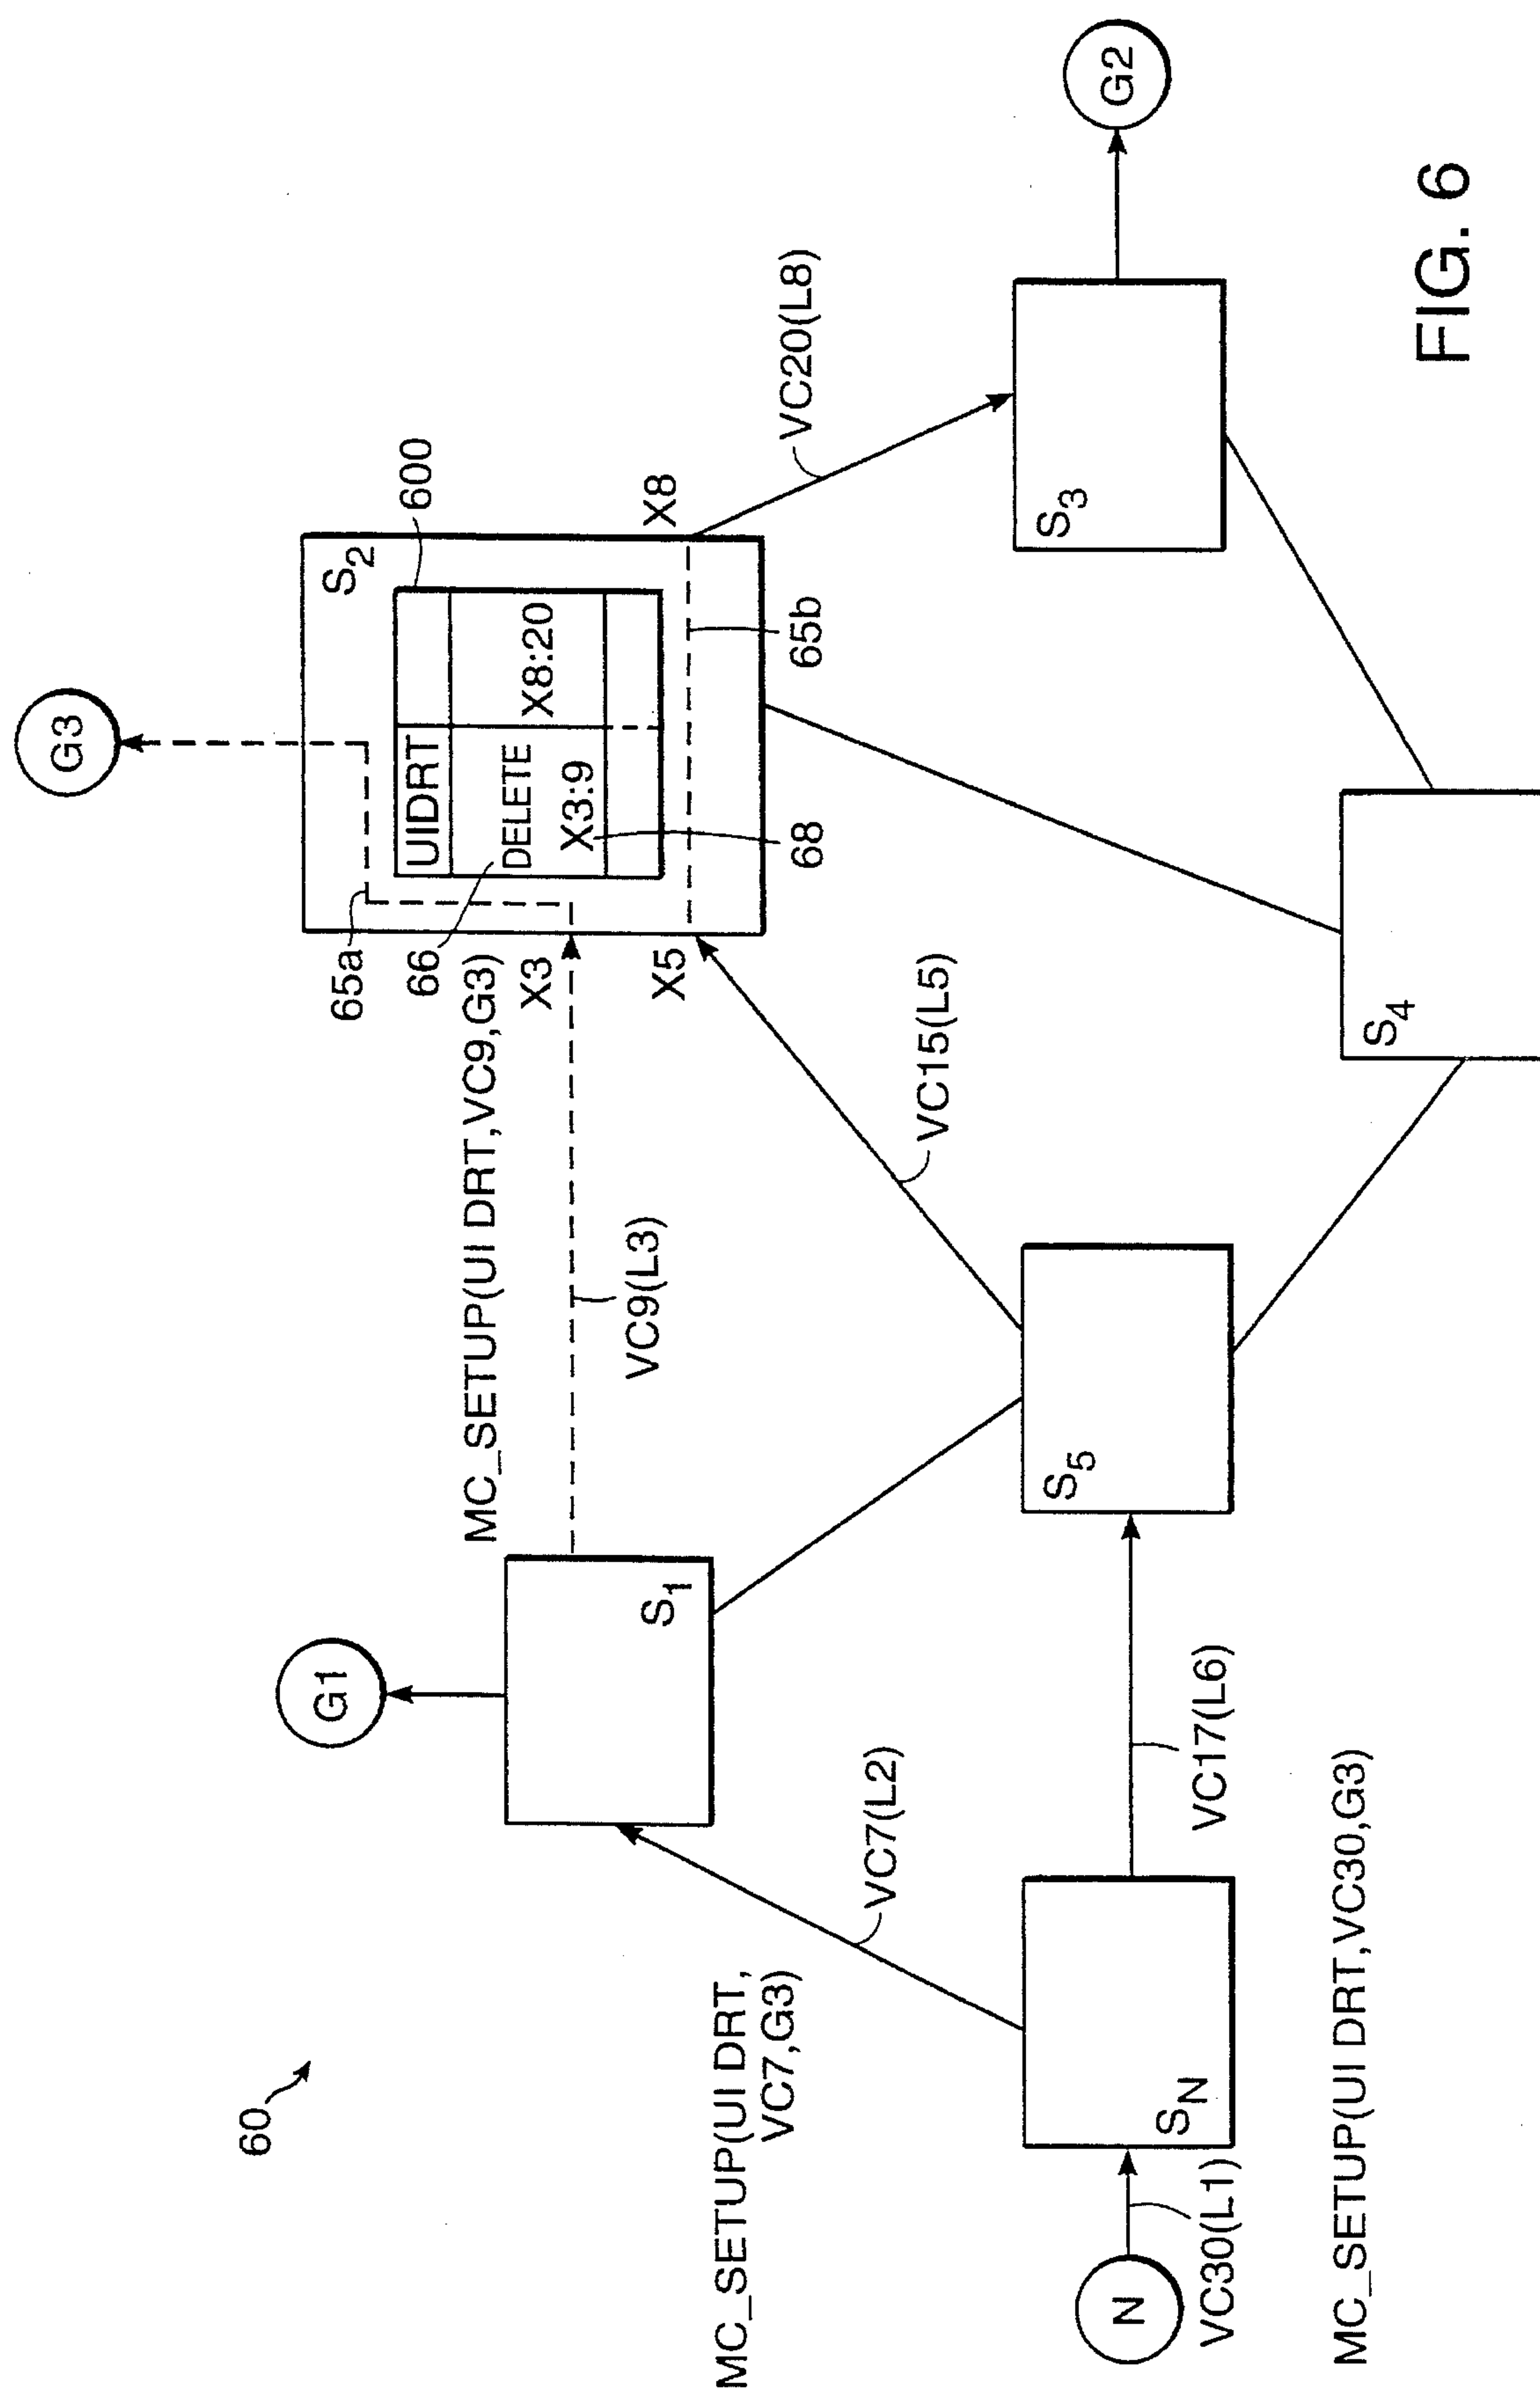 60
G1
G3
65a
66
MC_SETUP(UI DRT,VC9,G3)
X3
X5
S2
600
UIDRT
DELETE
X3:9
X8:20
X8
68
65b
VC9(L3)
S1
VC20(L8)
G2
S3
MC_SETUP(UI DRT,
VC7,G3)
VC7(L2)
VC15(L5)
S5
S4
SN
N
VC30(L1)
VC17(L6)
MC_SETUP(UI DRT,VC30,G3)
FIG. 6